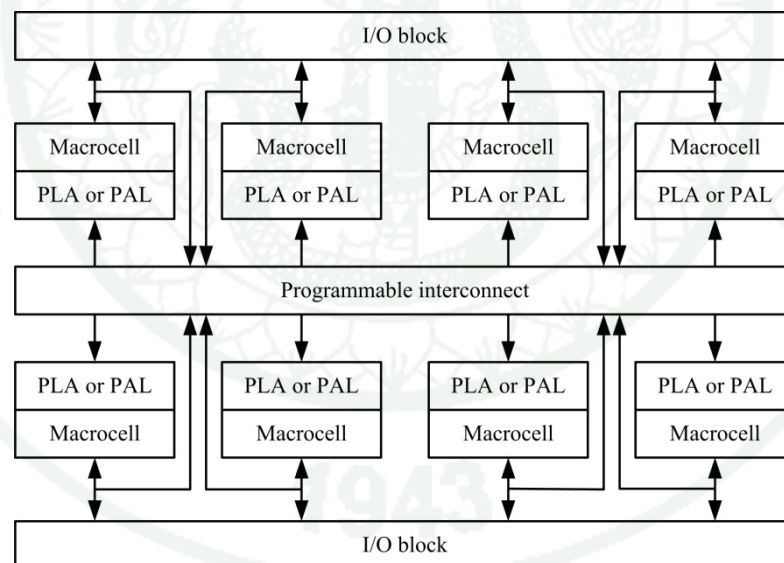 I/O block
Macrocell Macrocell Macrocell Macrocell
PLA or PAL PLA or PAL PLA or PAL PLA or PAL
Programmable interconnect
PLA or PAL PLA or PAL PLA or PAL PLA or PAL
Macrocell Macrocell Macrocell Macrocell
1943
I/O block